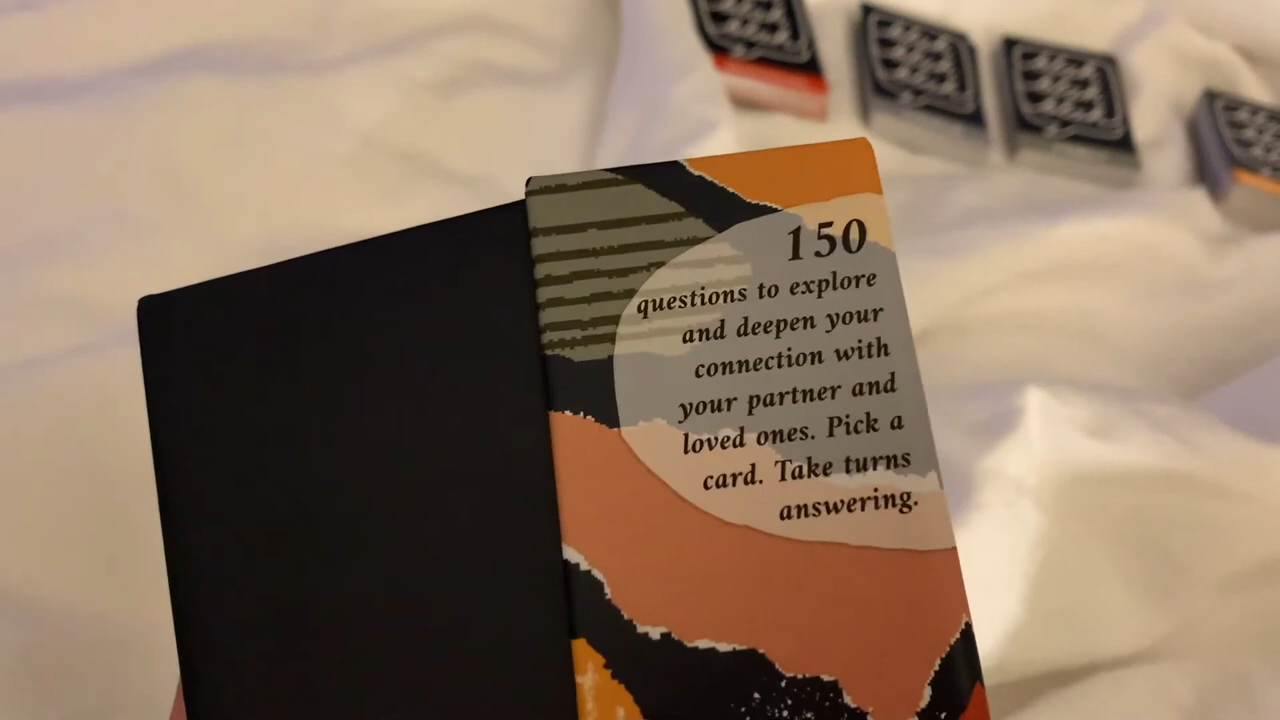 150
questions to explore
and deepen your
connection with
your partner and
loved ones. Pick a
card. Take turns
answering.